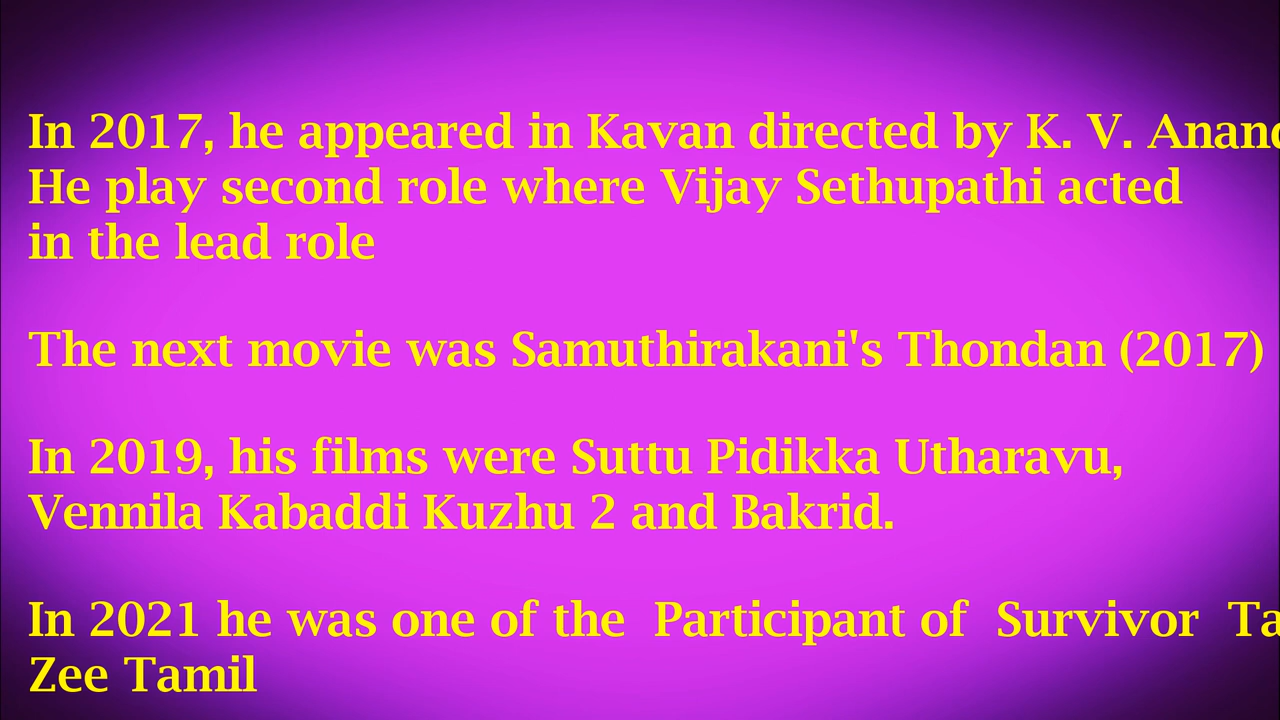 In 2017, he appeared in Kavan directed by K. V.
He play second role where Vijay Sethupathi acted
in the lead role
The next movie was Samuthirakani's Thondan (2017)
In 2019, his films were Suttu Pidikka Utharavu,
Vennila Kabaddi Kuzhu 2 and Bakrid.
In 2021 he was one of the Participant of Survivor
Zee Tamil